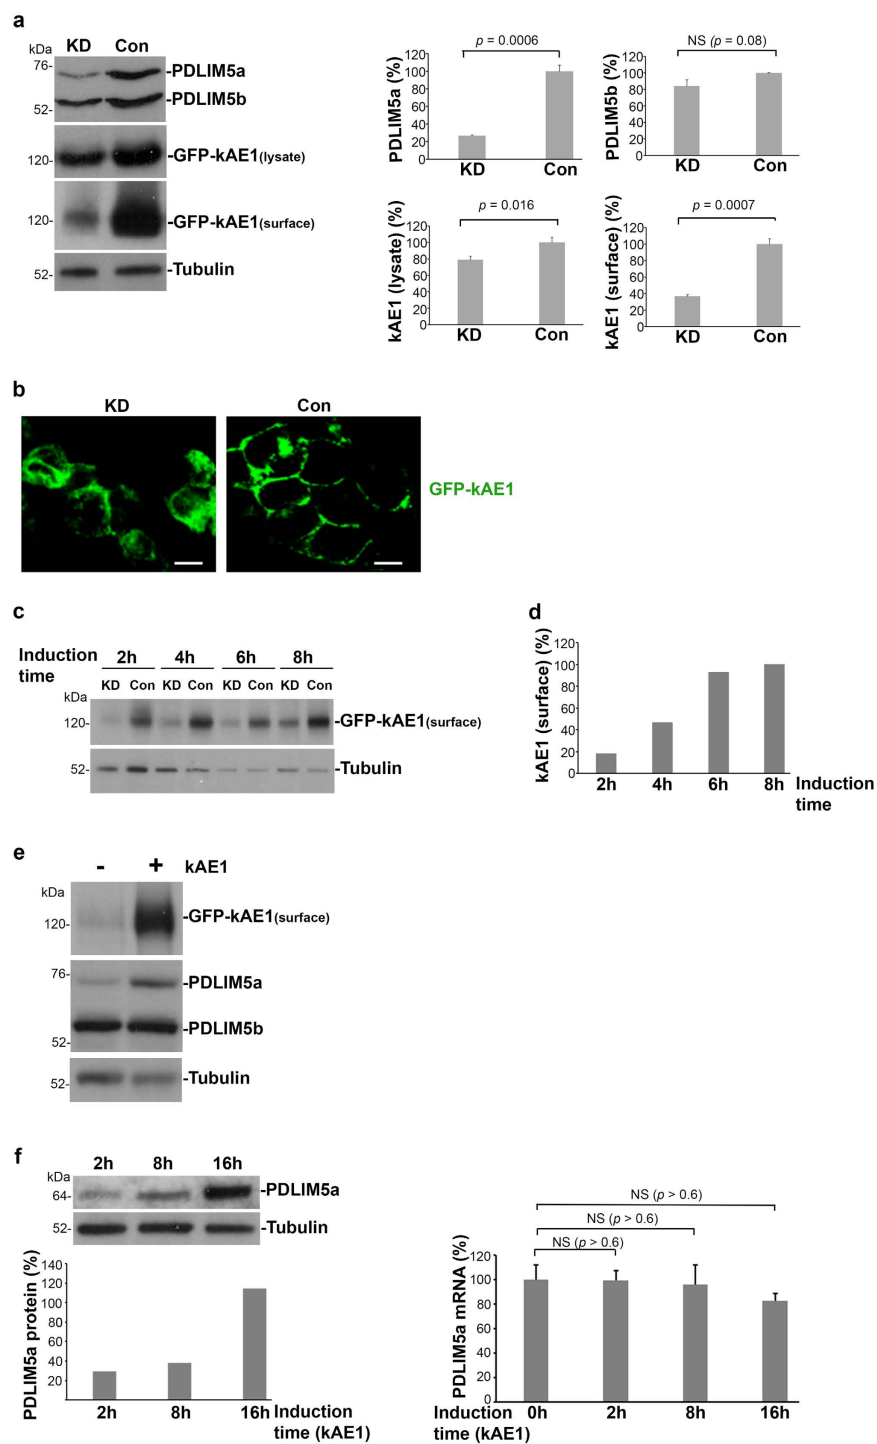 a
kDa KD Con
76- -PDLIM5a
52- -PDLIM5b
120- -GFP-kAE1(lysate)
120- -GFP-kAE1(surface)
52- -Tubulin
PDLIM5a (%)
120
100
80
60
40
20
0
p = 0.0006
KD Con
PDLIM5b (%)
120
100
80
60
40
20
0
NS (p = 0.08)
KD Con
kAE1 (lysate) (%)
120
100
80
60
40
20
0
p = 0.016
KD Con
kAE1 (surface) (%)
120
100
80
60
40
20
0
p = 0.0007
KD Con
b
KD Con
GFP-kAE1
c
Induction time 2h 4h 6h 8h
KD Con KD Con KD Con KD Con
kDa
120- -GFP-kAE1(surface)
52- -Tubulin
d
kAE1 (surface) (%)
120
100
80
60
40
20
0
2h 4h 6h 8h Induction time
e
- + kAE1
kDa
120- -GFP-kAE1(surface)
76- -PDLIM5a
-PDLIM5b
52-
52- -Tubulin
f
2h 8h 16h
kDa
64- -PDLIM5a
52- -Tubulin
PDLIM5a protein (%)
140
120
100
80
60
40
20
2h 8h 16h Induction time (kAE1)
PDLIM5a mRNA (%)
120
100
80
60
40
20
0
NS (p > 0.6)
NS (p > 0.6)
NS (p > 0.6)
Induction time (kAE1) 0h 2h 8h 16h